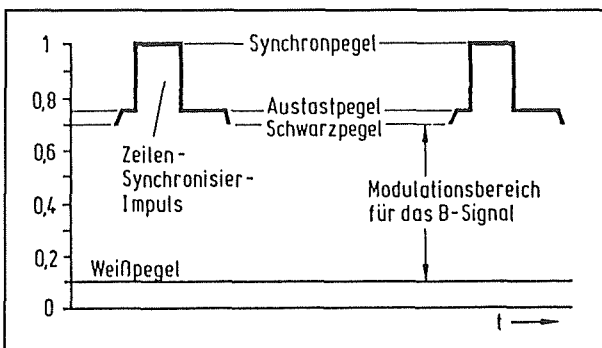 1
Synchronpegel
0,8
Austastpegel
Schwarzpegel
0,6
Zeilen-
Synchronisier-
Impuls
Modulationsbereich
für das B-Signal
0,4
0,2
Weißpegel
0
t